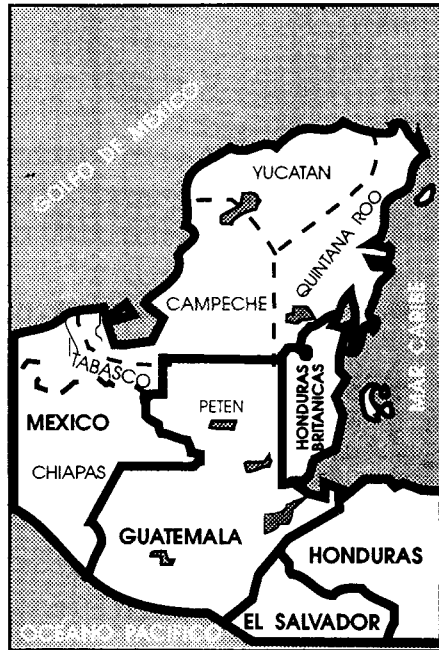 GOLFO DE MEXICO
YUCATAN
QUINTANA ROO
CAMPECHE
MAR CARIBE
TABASCO
PETEN
HONDURAS
BRITANICAS
MEXICO
CHIAPAS
GUATEMALA
HONDURAS
EL SALVADOR
OCEANO PACIFICO